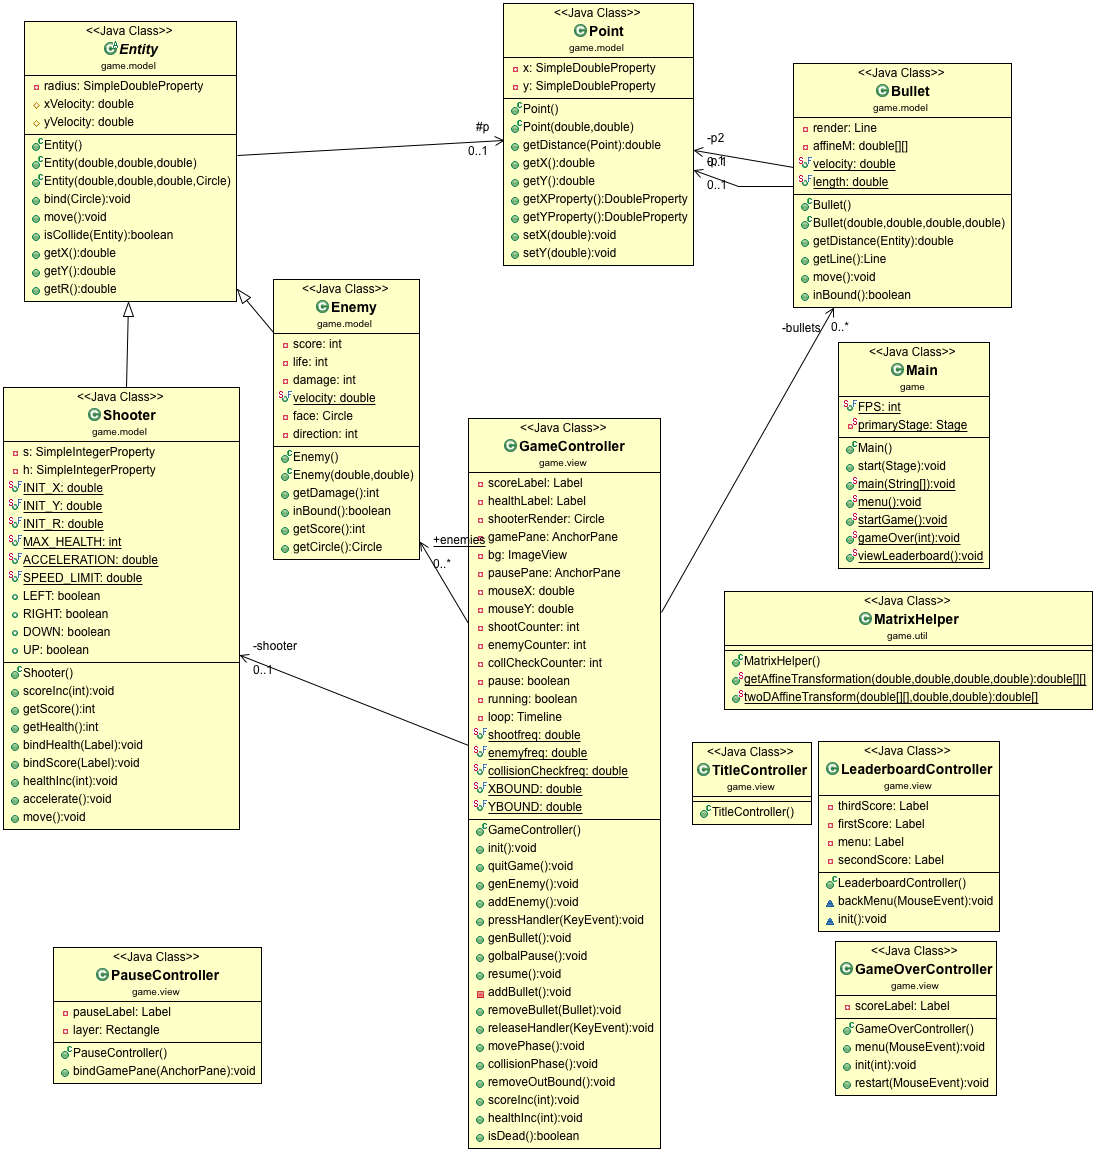 <<Java Class>>
Entity
game.model
radius: SimpleDoubleProperty
xVelocity: double
yVelocity: double
Entity()
Entity(double,double,double)
Entity(double,double,double,Circle)
bind(Circle):void
move():void
isCollide(Entity):boolean
getX():double
getY():double
getR():double
#p
0..1
<<Java Class>>
Point
game.model
x: SimpleDoubleProperty
y: SimpleDoubleProperty
Point()
Point(double,double)
getDistance(Point):double
getX():double
getY():double
getXProperty():DoubleProperty
getYProperty():DoubleProperty
setX(double):void
setY(double):void
-p2
0..1
<<Java Class>>
Bullet
game.model
render: Line
affineM: double[][]
velocity: double
length: double
Bullet()
Bullet(double,double,double,double)
getDistance(Entity):double
getLine():Line
move():void
inBound():boolean
-bullets
0..*
<<Java Class>>
Enemy
game.model
score: int
life: int
damage: int
velocity: double
face: Circle
direction: int
Enemy()
Enemy(double,double)
getDamage():int
inBound():boolean
getScore():int
getCircle():Circle
+enemies
0..*
<<Java Class>>
Main
game
FPS: int
primaryStage: Stage
Main()
start(Stage):void
main(String[]):void
menu():void
startGame():void
gameOver(int):void
viewLeaderboard():void
<<Java Class>>
Shooter
game.model
s: SimpleIntegerProperty
h: SimpleIntegerProperty
INIT_X: double
INIT_Y: double
INIT_R: double
MAX_HEALTH: int
ACCELERATION: double
SPEED_LIMIT: double
LEFT: boolean
RIGHT: boolean
DOWN: boolean
UP: boolean
Shooter()
scoreInc(int):void
getScore():int
getHealth():int
bindHealth(Label):void
bindScore(Label):void
healthInc(int):void
accelerate():void
move():void
-shooter
0..1
<<Java Class>>
GameController
game.view
scoreLabel: Label
healthLabel: Label
shooterRender: Circle
gamePane: AnchorPane
bg: ImageView
pausePane: AnchorPane
mouseX: double
mouseY: double
shootCounter: int
enemyCounter: int
collCheckCounter: int
pause: boolean
running: boolean
loop: Timeline
shootfreq: double
enemyfreq: double
collisionCheckfreq: double
XBOUND: double
YBOUND: double
GameController()
init():void
quitGame():void
genEnemy():void
addEnemy():void
pressHandler(KeyEvent):void
genBullet():void
golbalPause():void
resume():void
addBullet():void
removeBullet(Bullet):void
releaseHandler(KeyEvent):void
movePhase():void
collisionPhase():void
removeOutBound():void
scoreInc(int):void
healthInc(int):void
isDead():boolean
<<Java Class>>
MatrixHelper
game.util
MatrixHelper()
getAffineTransformation(double,double,double,double):double[][]
twoDAffineTransform(double[][],double,double):double[]
<<Java Class>>
TitleController
game.view
TitleController()
<<Java Class>>
LeaderboardController
game.view
thirdScore: Label
firstScore: Label
menu: Label
secondScore: Label
LeaderboardController()
backMenu(MouseEvent):void
init():void
<<Java Class>>
PauseController
game.view
pauseLabel: Label
layer: Rectangle
PauseController()
bindGamePane(AnchorPane):void
<<Java Class>>
GameOverController
game.view
scoreLabel: Label
GameOverController()
menu(MouseEvent):void
init(int):void
restart(MouseEvent):void